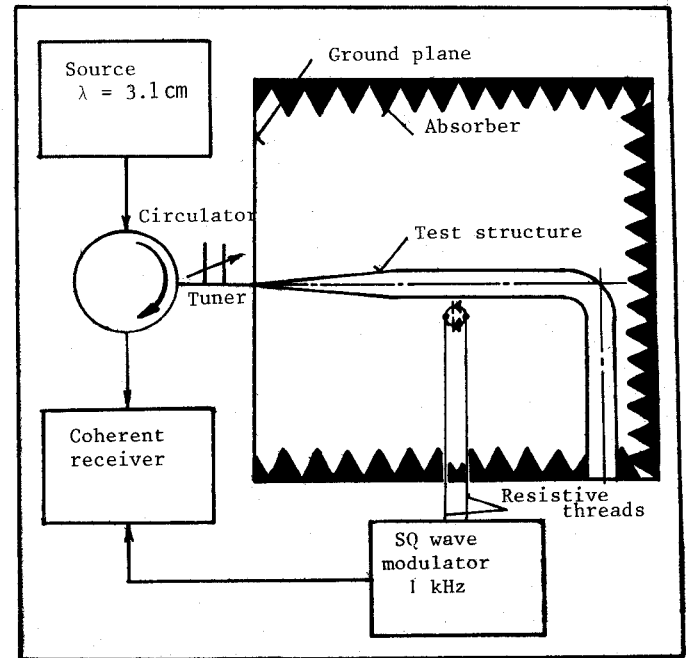 Source
λ = 3.1 cm
Ground plane
Absorber
Circulator
Test structure
Tuner
Coherent
receiver
Resistive
threads
SQ wave
modulator
1 kHz